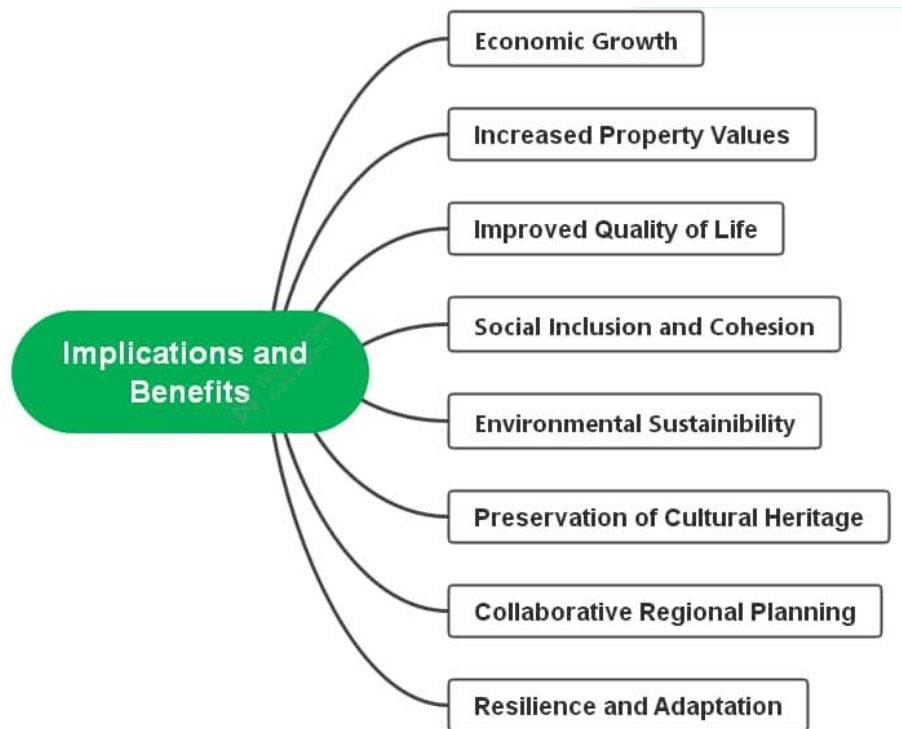 Economic Growth
Increased Property Values
Improved Quality of Life
Social Inclusion and Cohesion
Implications and
Benefits
Environmental Sustainibility
Preservation of Cultural Heritage
Collaborative Regional Planning
Resilience and Adaptation